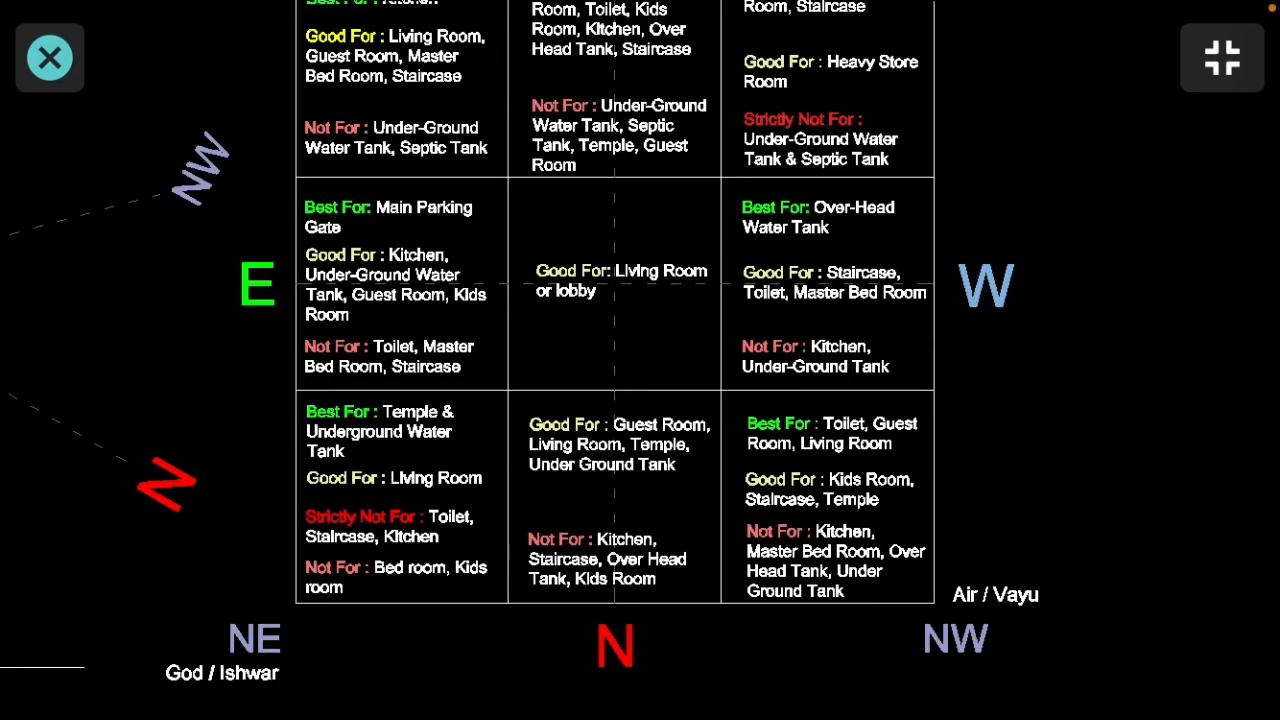 Best For : Kitchen
Good For : Living Room,
Guest Room, Master
Bed Room, Staircase
Not For : Under-Ground
Water Tank, Septic Tank
Room, Toilet, Kids
Room, Kitchen, Over
Head Tank, Staircase
Not For : Under-Ground
Water Tank, Septic
Tank, Temple, Guest
Room
Room, Staircase
Good For : Heavy Store
Room
Strictly Not For :
Under-Ground Water
Tank & Septic Tank
NW
E
Best For: Main Parking
Gate
Good For : Kitchen,
Under-Ground Water
Tank, Guest Room, Kids
Room
Not For : Toilet, Master
Bed Room, Staircase
Good For: Living Room
or lobby
Best For: Over-Head
Water Tank
Good For : Staircase,
Toilet, Master Bed Room
Not For : Kitchen,
Under-Ground Tank
W
N
Best For : Temple &
Underground Water
Tank
Good For : Living Room
Strictly Not For : Toilet,
Staircase, Kitchen
Not For : Bed room, Kids
room
Good For : Guest Room,
Living Room, Temple,
Under Ground Tank
Not For : Kitchen,
Staircase, Over Head
Tank, Kids Room
Best For : Toilet, Guest
Room, Living Room
Good For : Kids Room,
Staircase, Temple
Not For : Kitchen,
Master Bed Room, Over
Head Tank, Under
Ground Tank
Air / Vayu
NE
N
NW
God / Ishwar